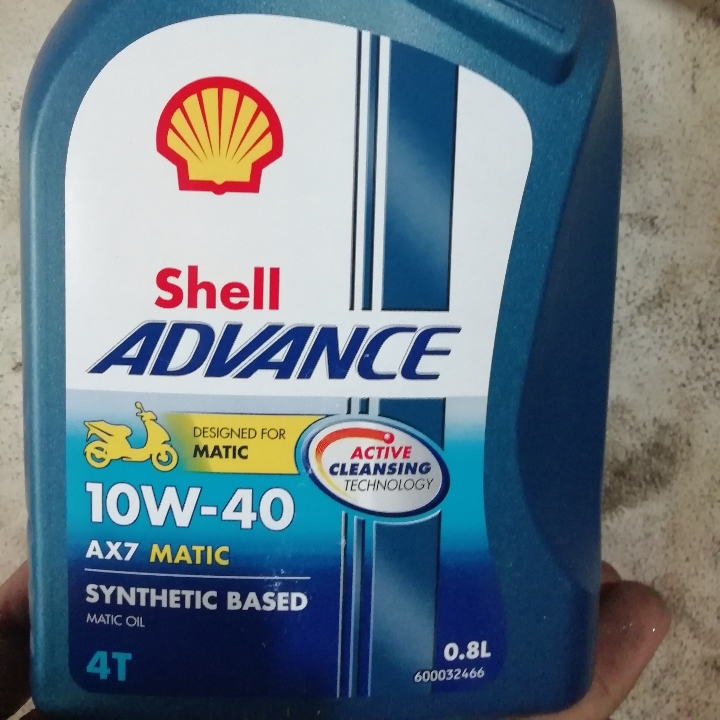 Shell
ADVANCE
DESIGNED FOR
MATIC
ACTIVE
CLEANSING
TECHNOLOGY
10W-40
AX7 MATIC
SYNTHETIC BASED
MATIC OIL
4T
0.8L
600032466